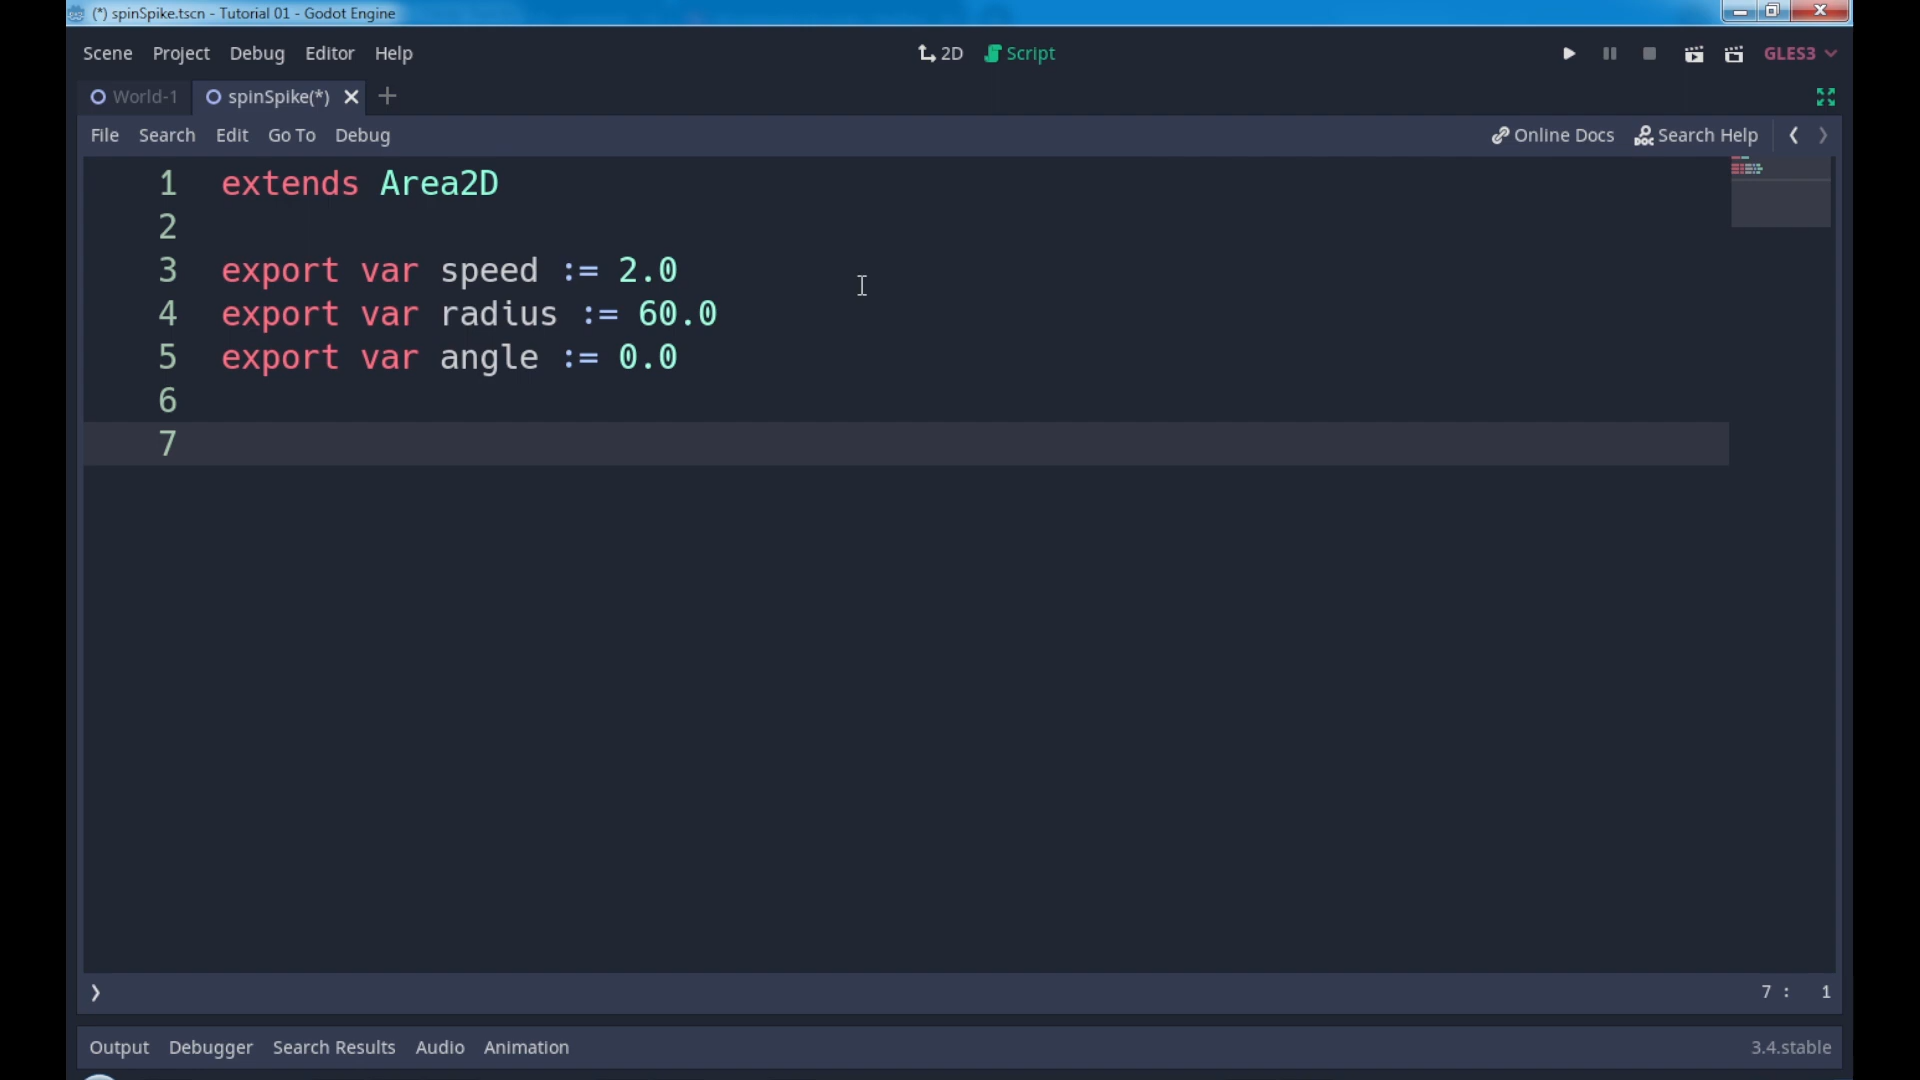 (*) spinSpike.tscn - Tutorial 01 - Godot Engine
Scene Project Debug Editor Help 2D Script GLES3
World-1 spinSpike(*)
File Search Edit Go To Debug Online Docs Search Help
1 extends Area2D
2
3 export var speed := 2.0
4 export var radius := 60.0
5 export var angle := 0.0
6
7
7 : 1
Output Debugger Search Results Audio Animation 3.4.stable